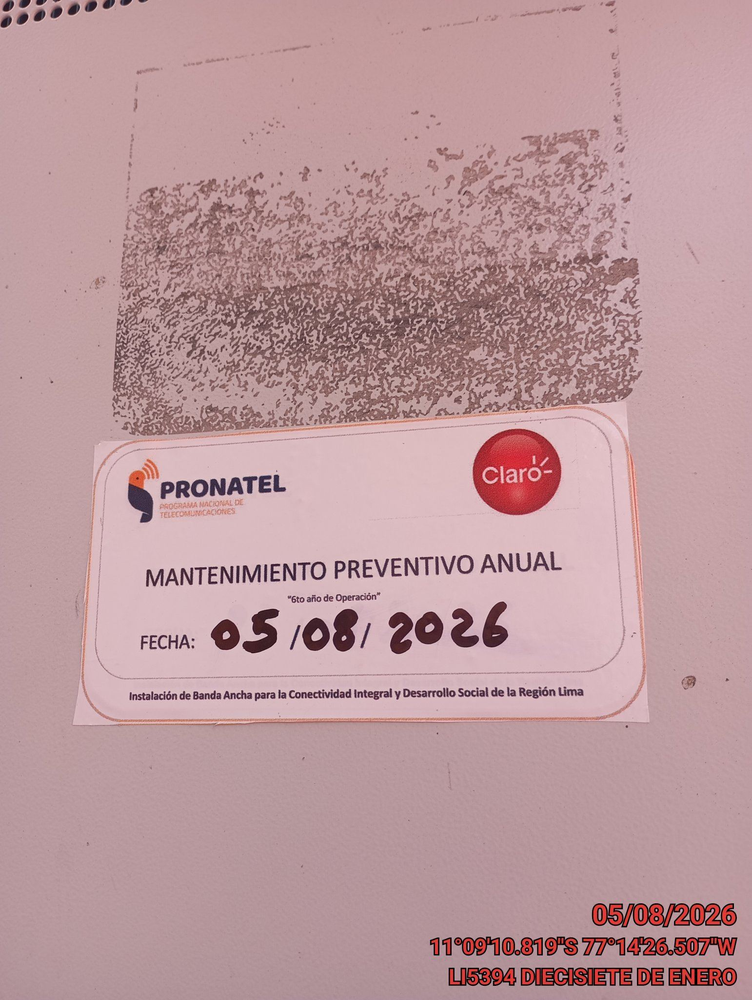 PRONATEL
PROGRAMA NACIONAL DE
TELECOMUNICACIONES
Claro
MANTENIMIENTO PREVENTIVO ANUAL
"6to año de Operación"
FECHA: 05/08/2026
Instalación de Banda Ancha para la Conectividad Integral y Desarrollo Social de la Región Lima
05/08/2026
11°09'10.819"S 77°14'26.507"W
LI5394 DIECISIETE DE ENERO